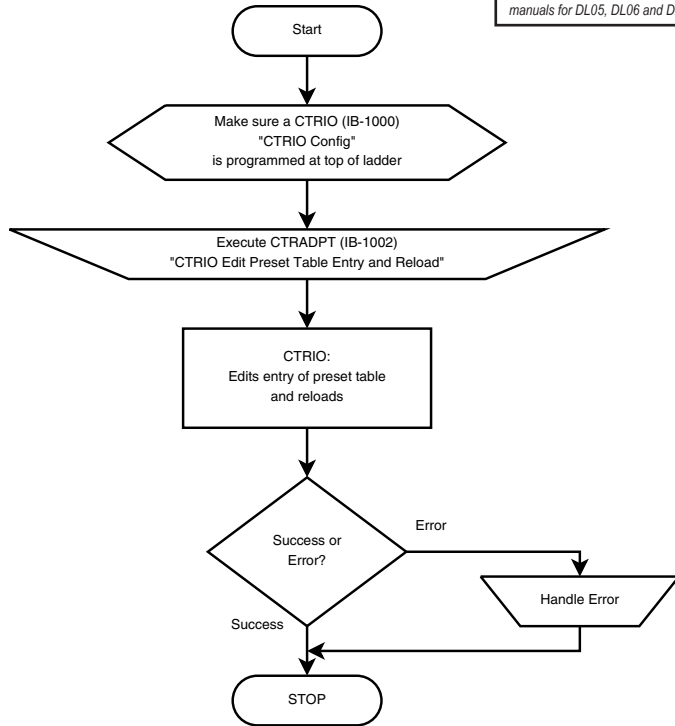 manuals for DL05, DL06 and D
Start
Make sure a CTRIO (IB-1000)
"CTRIO Config"
is programmed at top of ladder
Execute CTRADPT (IB-1002)
"CTRIO Edit Preset Table Entry and Reload"
CTRIO:
Edits entry of preset table
and reloads
Success or
Error?
Error
Handle Error
Success
STOP